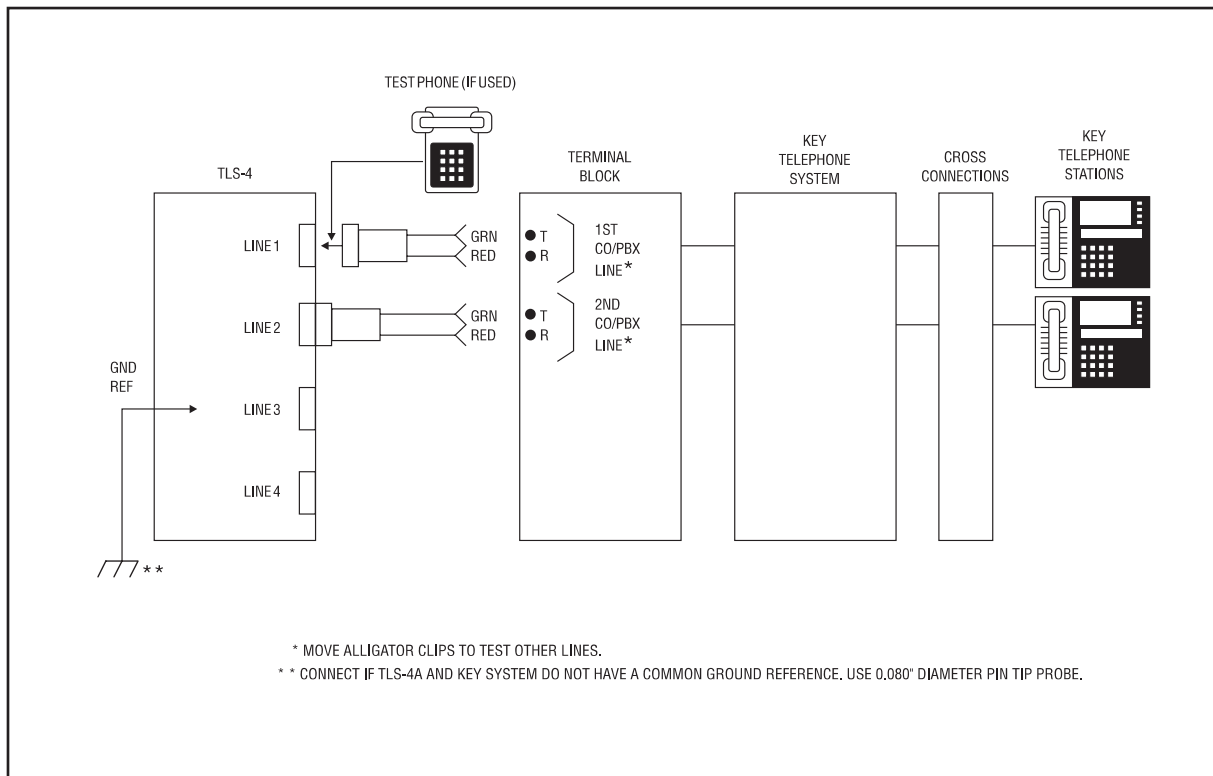 TEST PHONE (IF USED)
TLS-4
TERMINAL
BLOCK
KEY
TELEPHONE
SYSTEM
CROSS
CONNECTIONS
KEY
TELEPHONE
STATIONS
LINE 1
GRN
RED
T
R
1ST
CO/PBX
LINE*
LINE 2
GRN
RED
T
R
2ND
CO/PBX
LINE*
GND
REF
LINE 3
LINE 4
* *
* MOVE ALLIGATOR CLIPS TO TEST OTHER LINES.
* * CONNECT IF TLS-4A AND KEY SYSTEM DO NOT HAVE A COMMON GROUND REFERENCE. USE 0.080" DIAMETER PIN TIP PROBE.